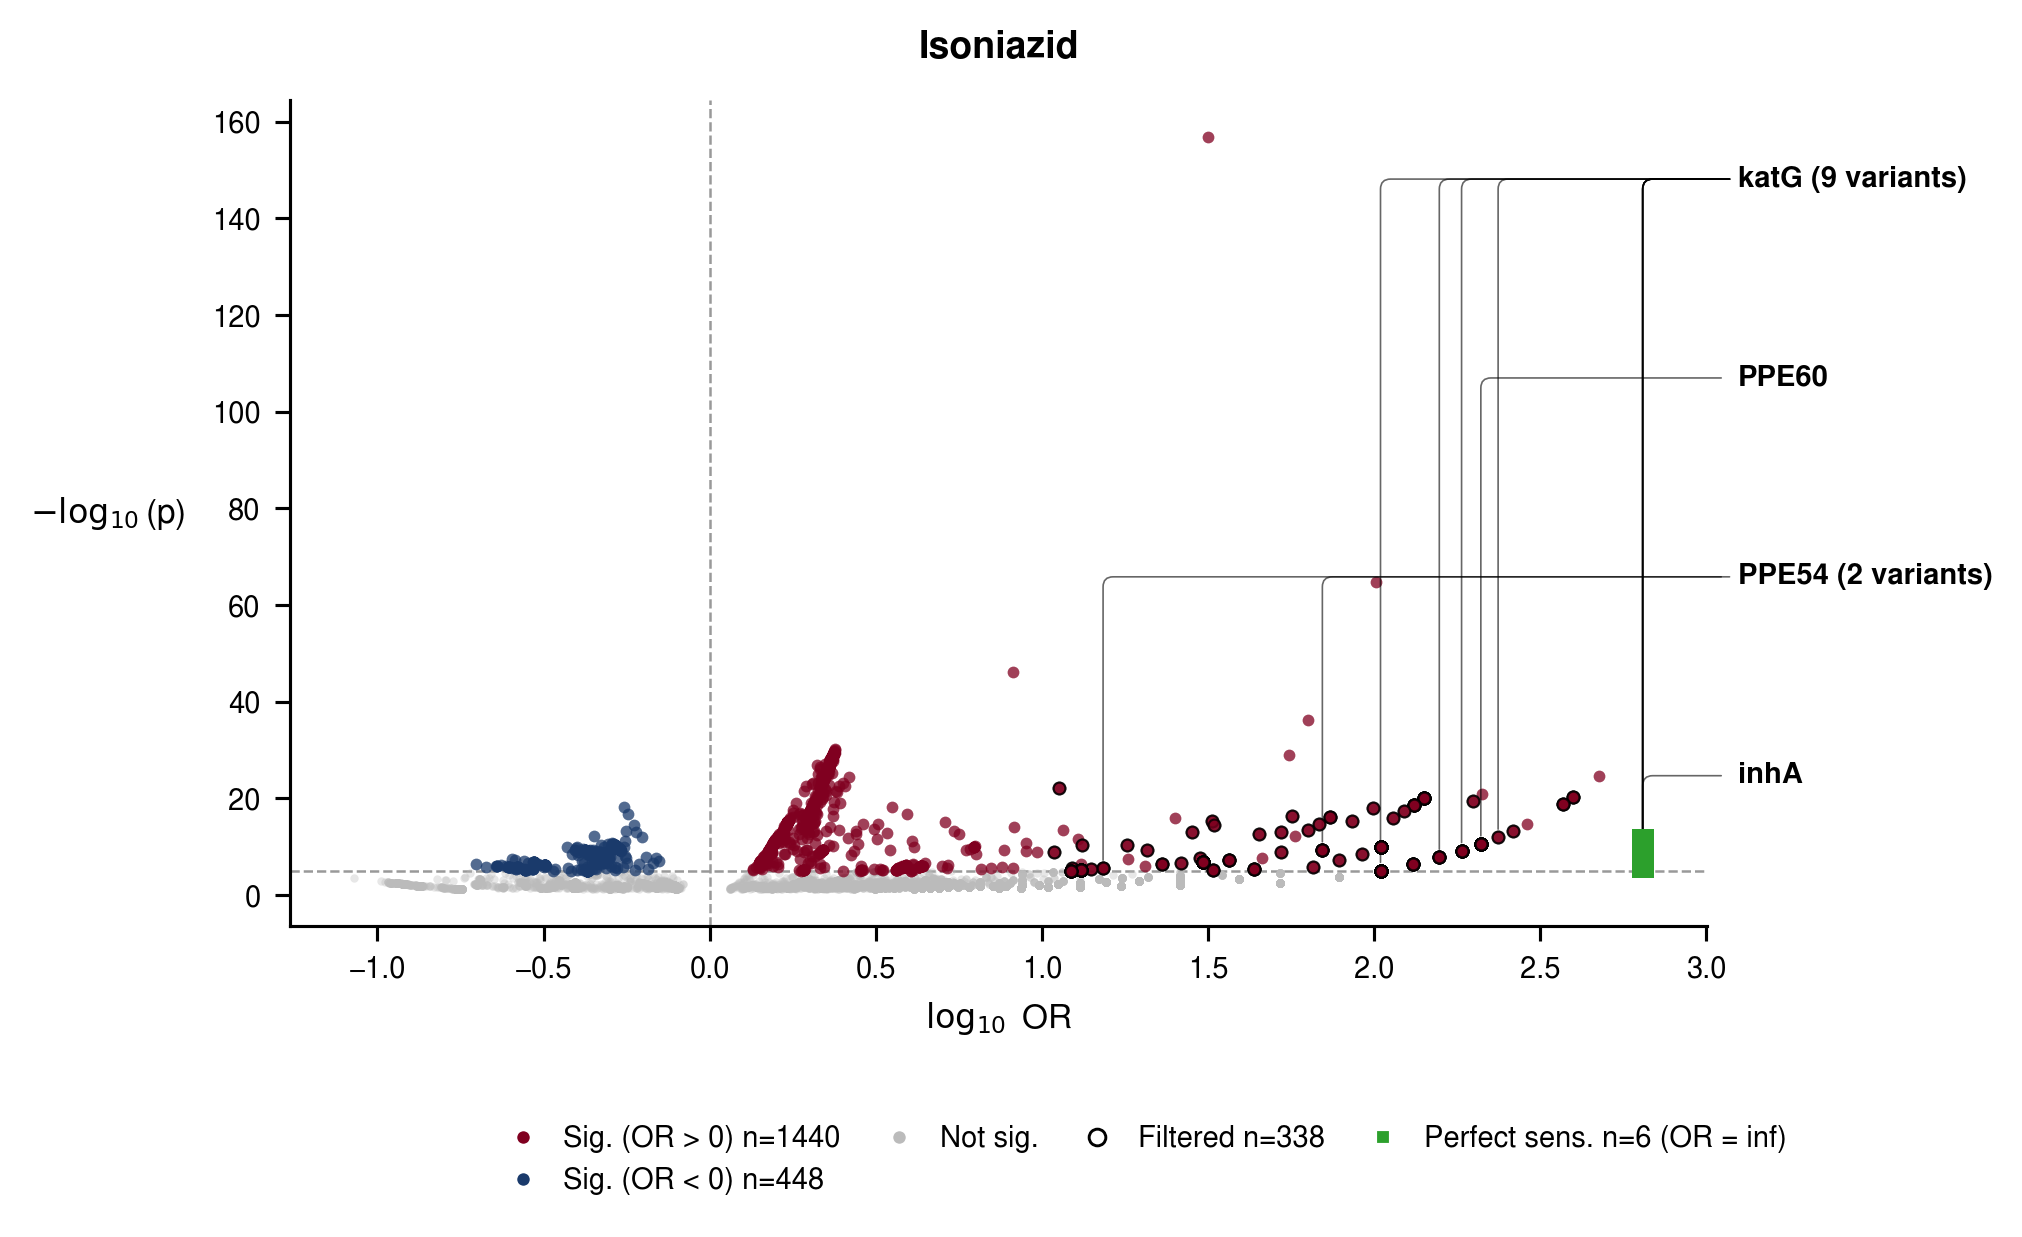 Isoniazid
160
140
120
100
80
60
40
20
0
−log10 (p)
katG (9 variants)
PPE60
PPE54 (2 variants)
inhA
−1.0 −0.5 0.0 0.5 1.0 1.5 2.0 2.5 3.0
log10 OR
Sig. (OR > 0) n=1440 Not sig. Filtered n=338 Perfect sens. n=6 (OR = inf)
Sig. (OR < 0) n=448